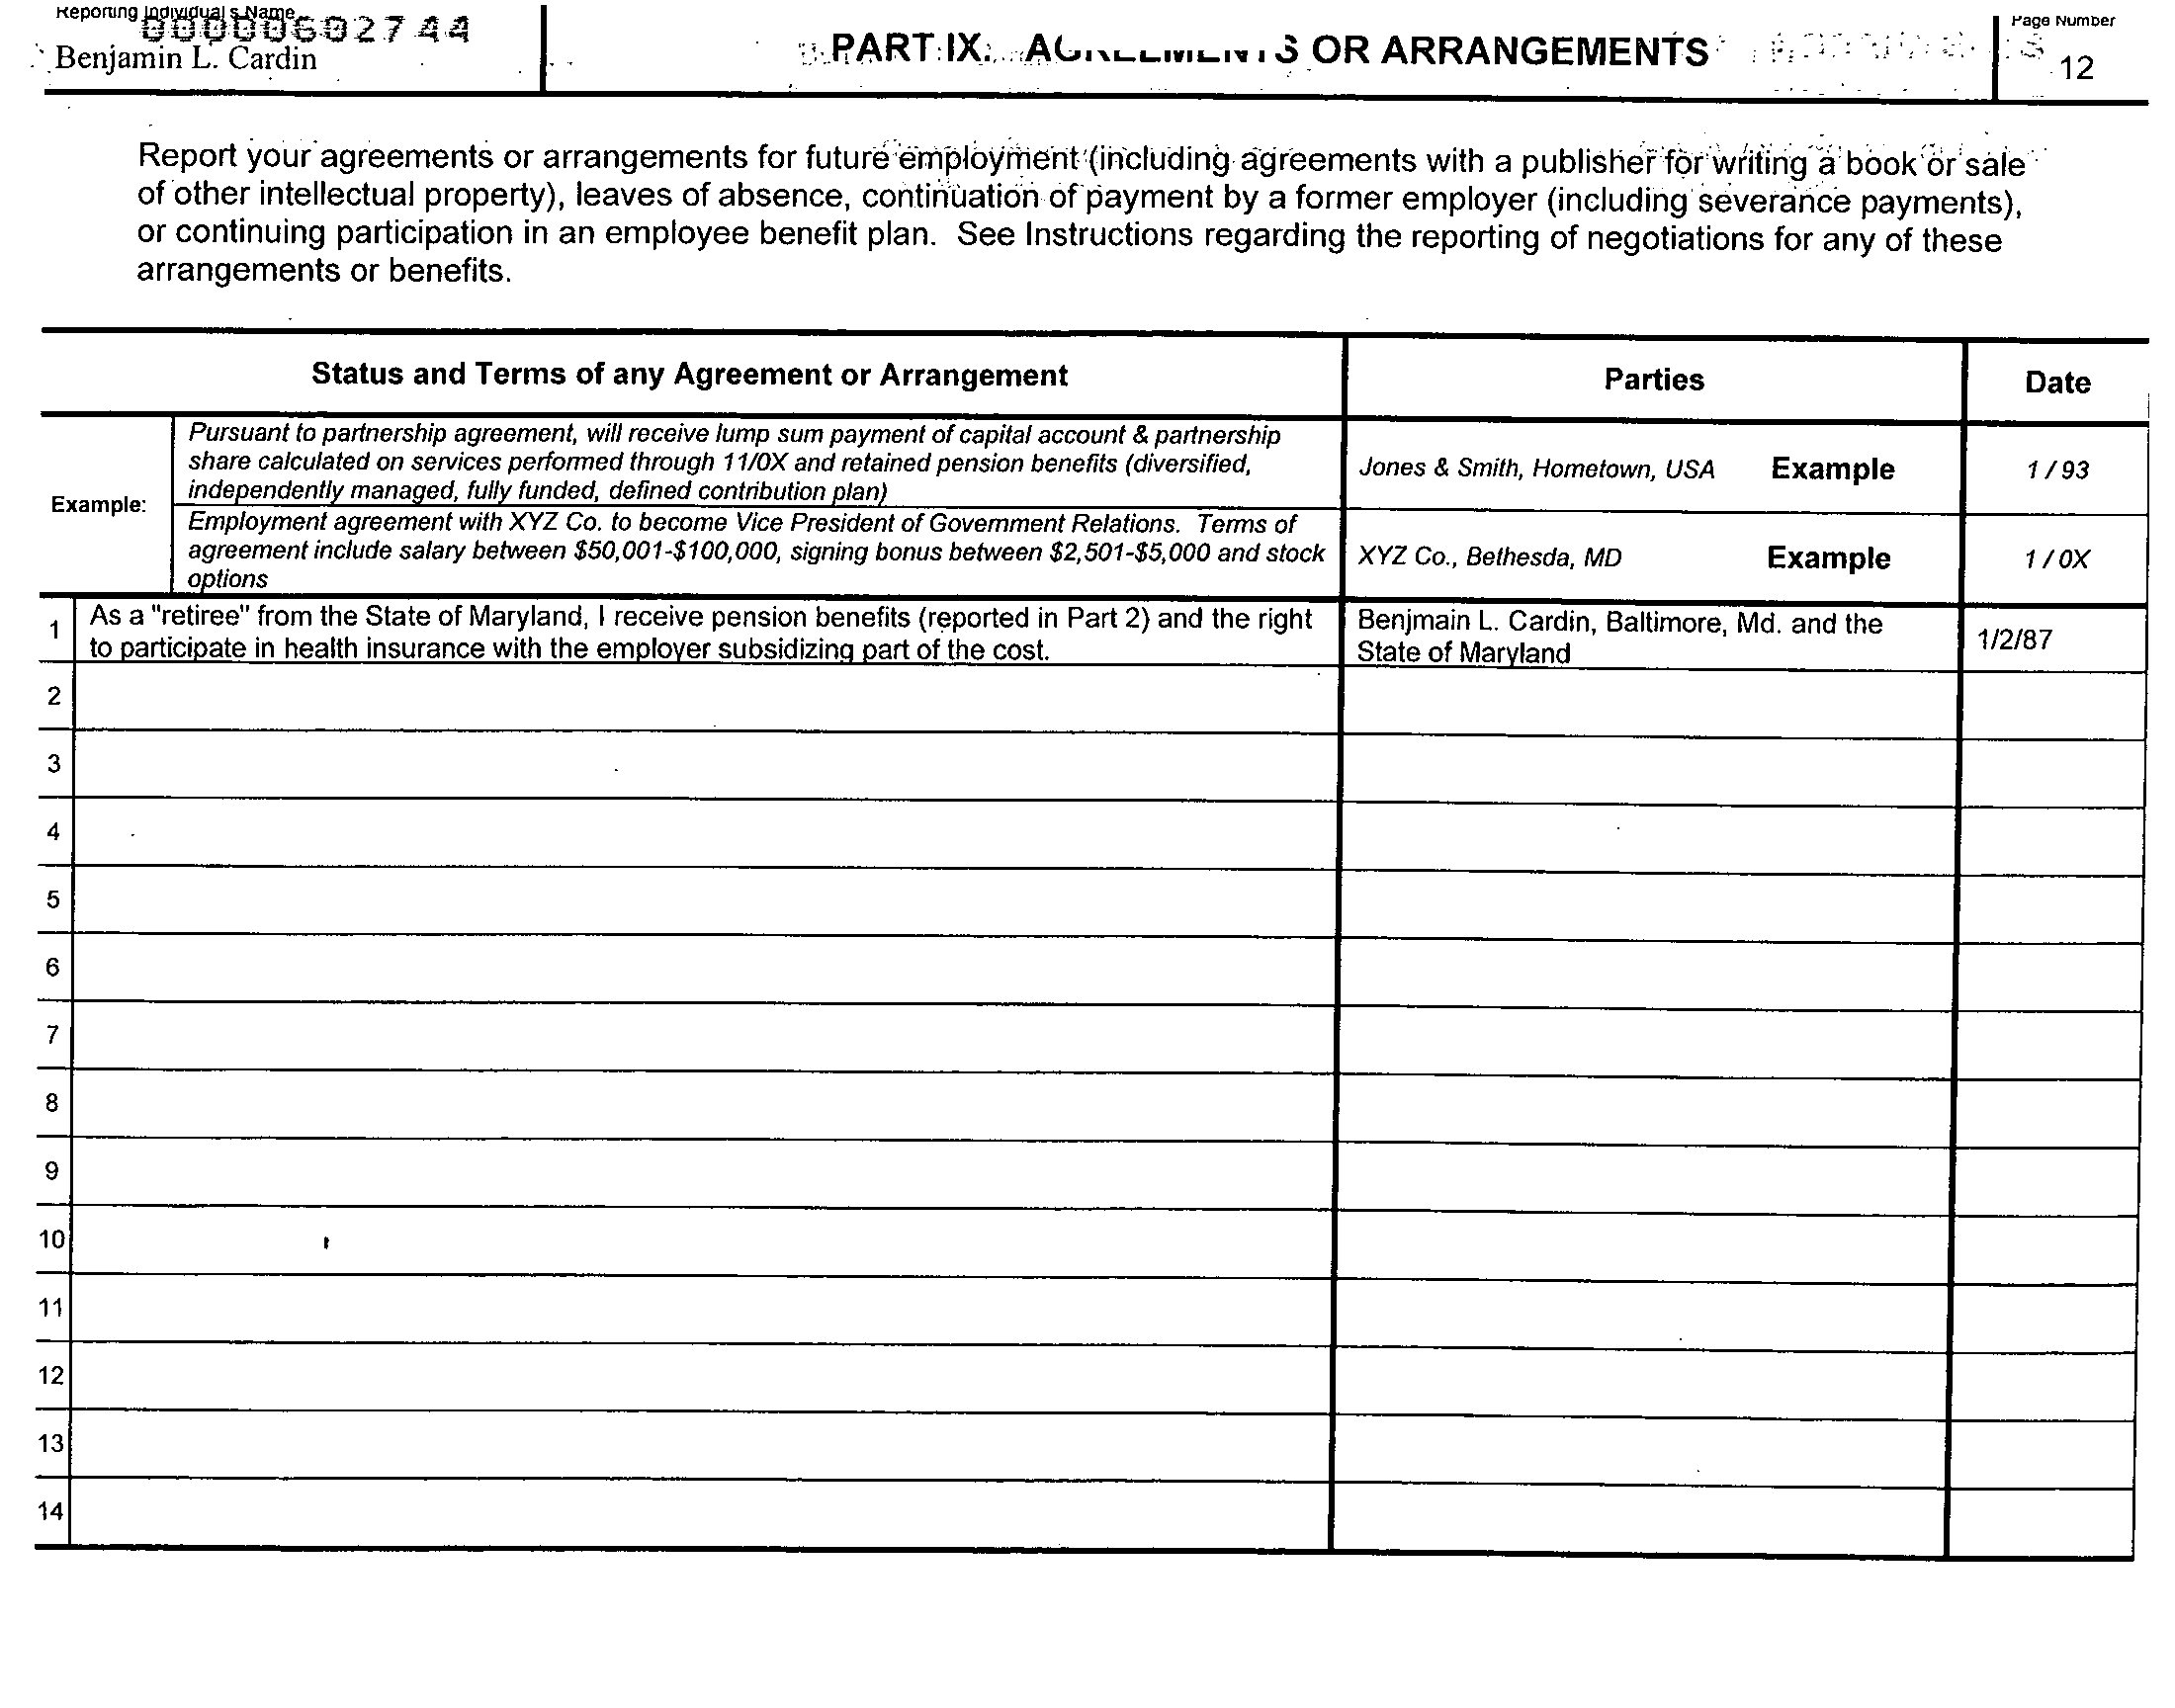 Reporting Individual's Name
00000602744
Benjamin L. Cardin
PART IX. AGREEMENTS OR ARRANGEMENTS
Page Number
12
Report your agreements or arrangements for future employment (including agreements with a publisher for writing a book or sale
of other intellectual property), leaves of absence, continuation of payment by a former employer (including severance payments),
or continuing participation in an employee benefit plan. See Instructions regarding the reporting of negotiations for any of these
arrangements or benefits.
Status and Terms of any Agreement or Arrangement
Parties
Date
Example:
Pursuant to partnership agreement, will receive lump sum payment of capital account & partnership
share calculated on services performed through 11/0X and retained pension benefits (diversified,
independently managed, fully funded, defined contribution plan)
Jones & Smith, Hometown, USA Example
1 / 93
Employment agreement with XYZ Co. to become Vice President of Government Relations. Terms of
agreement include salary between $50,001-$100,000, signing bonus between $2,501-$5,000 and stock
options
XYZ Co., Bethesda, MD Example
1 / 0X
1
As a "retiree" from the State of Maryland, I receive pension benefits (reported in Part 2) and the right
to participate in health insurance with the employer subsidizing part of the cost.
Benjmain L. Cardin, Baltimore, Md. and the
State of Maryland
1/2/87
2
3
4
5
6
7
8
9
10
11
12
13
14